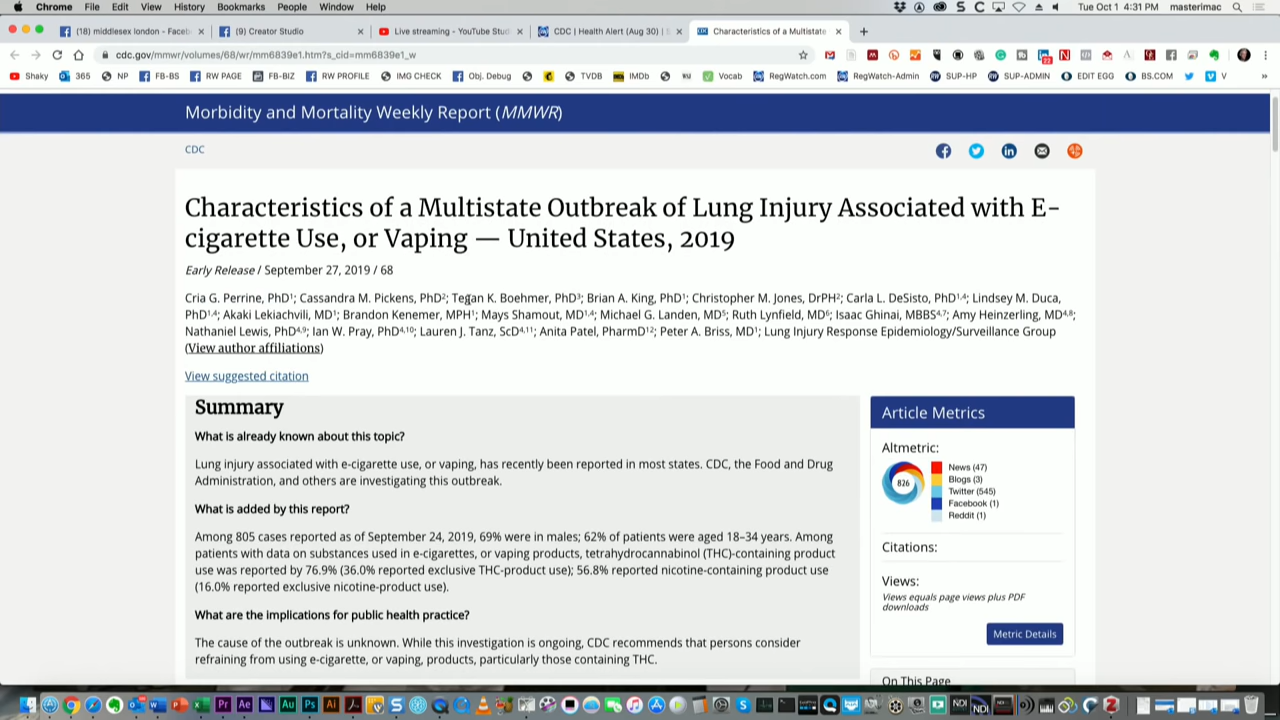 Chrome File Edit View History Bookmarks People Window Help Tue Oct 1 4:31 PM masterimac
(18) middlesex london - Faceb × (9) Creator Studio × Live streaming - YouTube Stud × CDC | Health Alert (Aug 30) | × Characteristics of a Multistate × +
cdc.gov/mmwr/volumes/68/wr/mm6839e1.htm?s_cid=mm6839e1_w
Shaky 365 NP FB-BS RW PAGE FB-BIZ RW PROFILE IMG CHECK Obj. Debug TVDB IMDb Vocab RegWatch.com RegWatch-Admin SUP-HP SUP-ADMIN EDIT EGG BS.COM V »
Morbidity and Mortality Weekly Report (MMWR)
CDC
Characteristics of a Multistate Outbreak of Lung Injury Associated with E-
cigarette Use, or Vaping — United States, 2019
Early Release / September 27, 2019 / 68
Cria G. Perrine, PhD¹; Cassandra M. Pickens, PhD²; Tegan K. Boehmer, PhD³; Brian A. King, PhD¹; Christopher M. Jones, DrPH²; Carla L. DeSisto, PhD¹,⁴; Lindsey M. Duca,
PhD¹,⁴; Akaki Lekiachvili, MD¹; Brandon Kenemer, MPH¹; Mays Shamout, MD¹,⁴; Michael G. Landen, MD⁵; Ruth Lynfield, MD⁶; Isaac Ghinai, MBBS⁴,⁷; Amy Heinzerling, MD⁴,⁸;
Nathaniel Lewis, PhD⁴,⁹; Ian W. Pray, PhD⁴,¹⁰; Lauren J. Tanz, ScD⁴,¹¹; Anita Patel, PharmD¹²; Peter A. Briss, MD¹; Lung Injury Response Epidemiology/Surveillance Group
(View author affiliations)
View suggested citation
Summary
What is already known about this topic?
Lung injury associated with e-cigarette use, or vaping, has recently been reported in most states. CDC, the Food and Drug
Administration, and others are investigating this outbreak.
What is added by this report?
Among 805 cases reported as of September 24, 2019, 69% were in males; 62% of patients were aged 18–34 years. Among
patients with data on substances used in e-cigarettes, or vaping products, tetrahydrocannabinol (THC)-containing product
use was reported by 76.9% (36.0% reported exclusive THC-product use); 56.8% reported nicotine-containing product use
(16.0% reported exclusive nicotine-product use).
What are the implications for public health practice?
The cause of the outbreak is unknown. While this investigation is ongoing, CDC recommends that persons consider
refraining from using e-cigarette, or vaping, products, particularly those containing THC.
Article Metrics
Altmetric:
826
News (47)
Blogs (3)
Twitter (545)
Facebook (1)
Reddit (1)
Citations:
Views:
Views equals page views plus PDF
downloads
Metric Details
On This Page